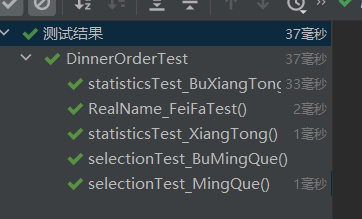 测试结果 37毫秒
DinnerOrderTest 37毫秒
statisticsTest_BuXiangTong 33毫秒
RealName_FeiFaTest() 2毫秒
statisticsTest_XiangTong() 1毫秒
selectionTest_BuMingQue()
selectionTest_MingQue() 1毫秒